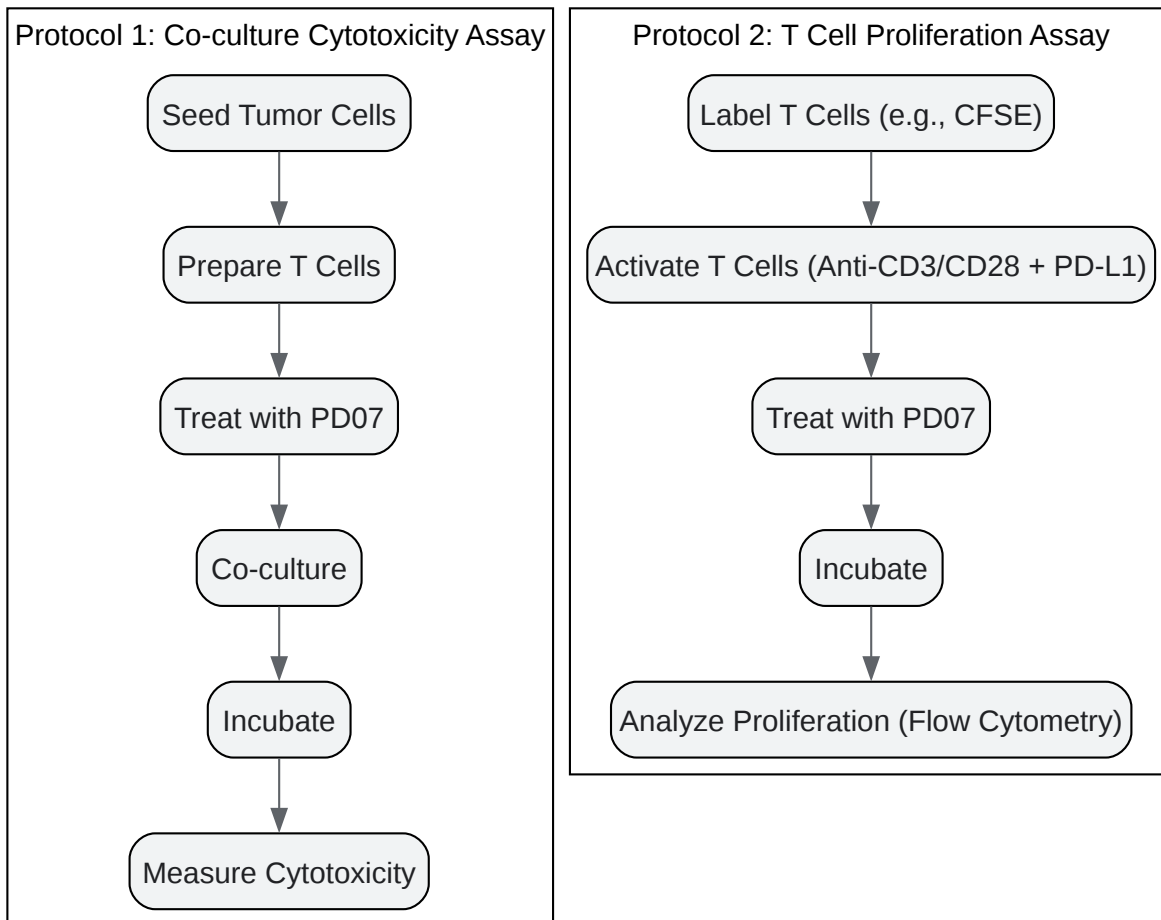 Protocol 1: Co-culture Cytotoxicity Assay
Seed Tumor Cells
Prepare T Cells
Treat with PD07
Co-culture
Incubate
Measure Cytotoxicity
Protocol 2: T Cell Proliferation Assay
Label T Cells (e.g., CFSE)
Activate T Cells (Anti-CD3/CD28 + PD-L1)
Treat with PD07
Incubate
Analyze Proliferation (Flow Cytometry)